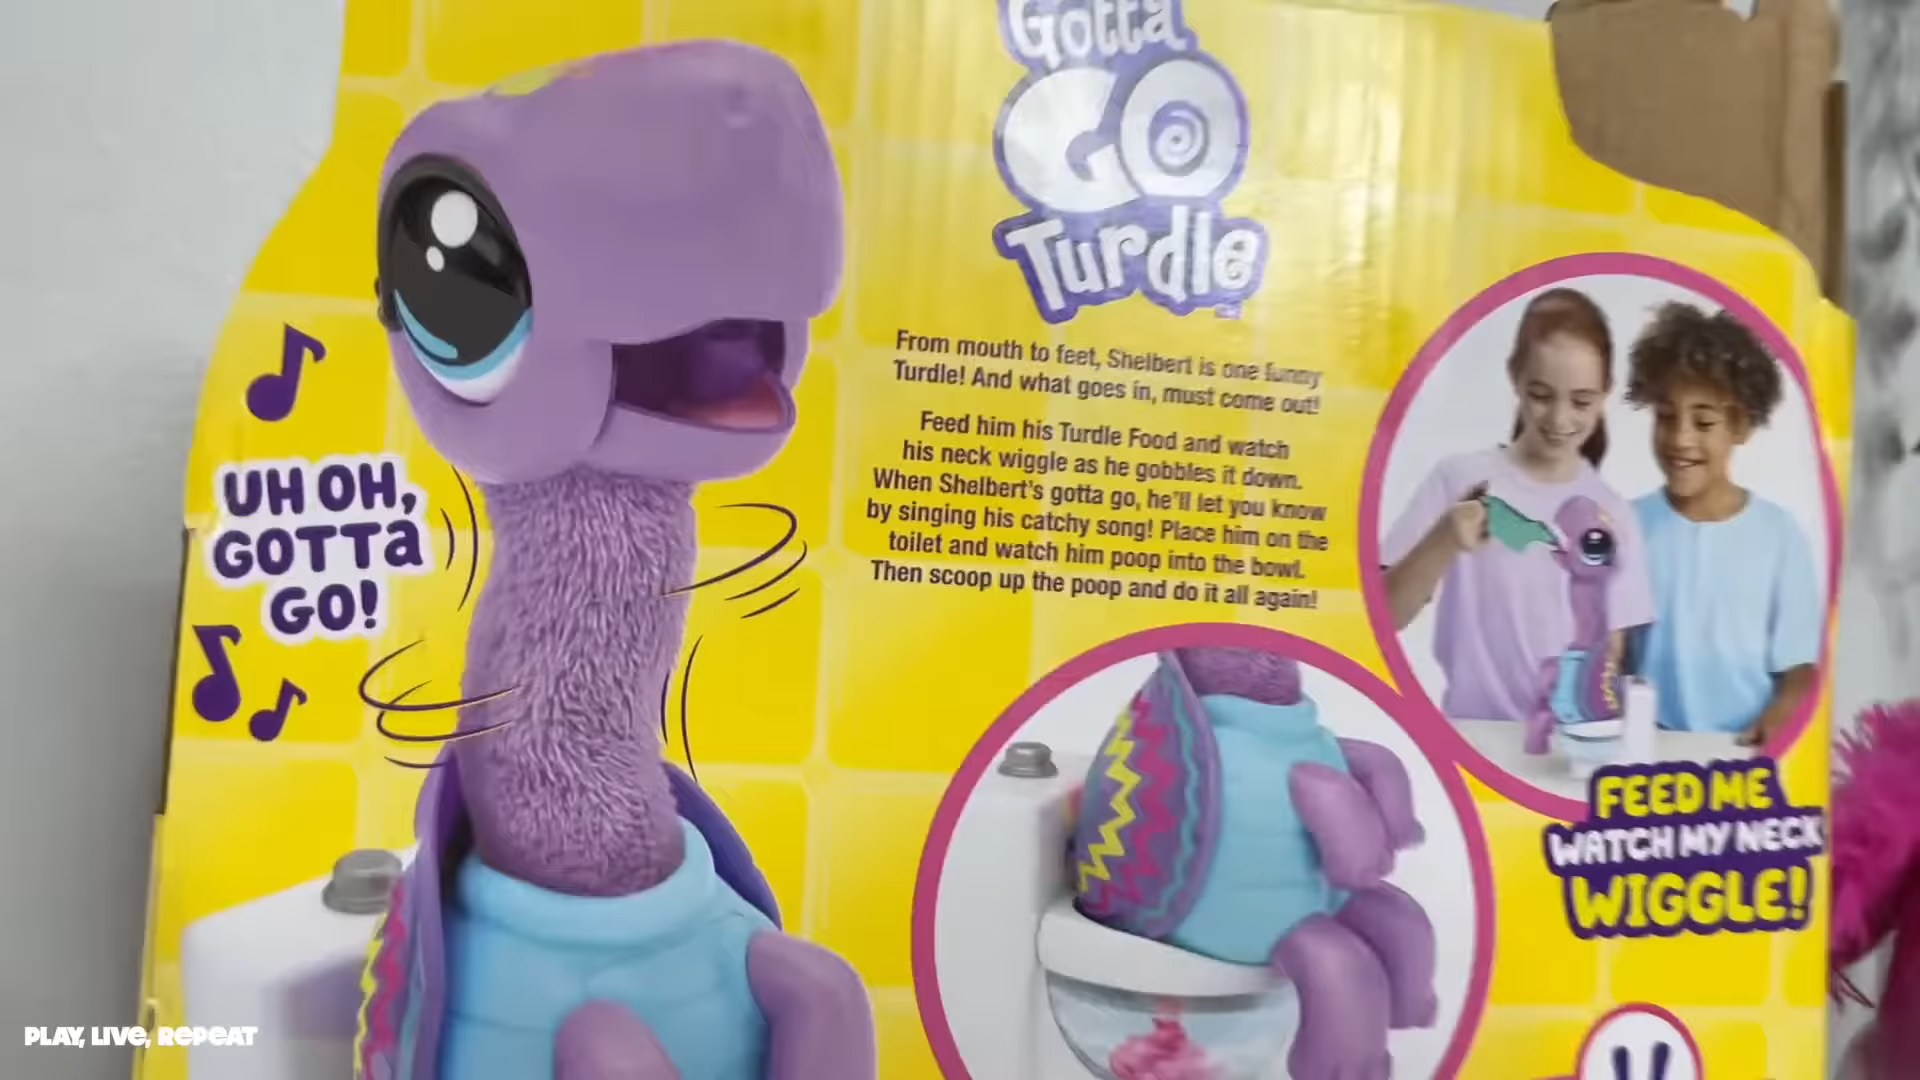 Gotta
GO
Turdle
™
From mouth to feet, Shelbert is one funny
Turdle! And what goes in, must come out!
Feed him his Turdle Food and watch
his neck wiggle as he gobbles it down.
When Shelbert's gotta go, he'll let you know
by singing his catchy song! Place him on the
toilet and watch him poop into the bowl.
Then scoop up the poop and do it all again!
UH OH,
GOTTa
GO!
FEED ME
WATCH MY NECK
WIGGLE!
PLAY, LIVe, RePeaT